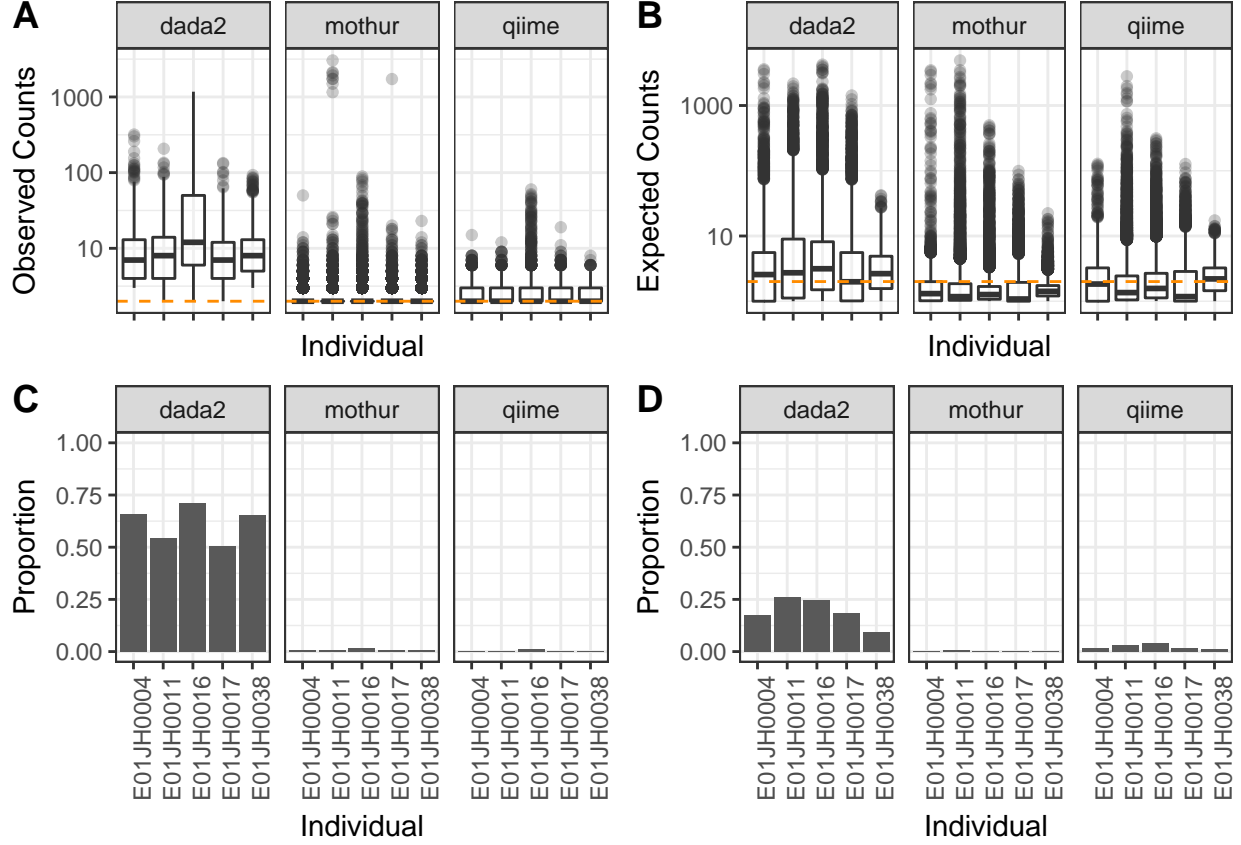 A
dada2
mothur
qiime
Observed Counts
1000
100
10
Individual
B
dada2
mothur
qiime
Expected Counts
1000
10
Individual
C
dada2
mothur
qiime
Proportion
1.00
0.75
0.50
0.25
0.00
E01JH0004
E01JH0011
E01JH0016
E01JH0017
E01JH0038
E01JH0004
E01JH0011
E01JH0016
E01JH0017
E01JH0038
E01JH0004
E01JH0011
E01JH0016
E01JH0017
E01JH0038
Individual
D
dada2
mothur
qiime
Proportion
1.00
0.75
0.50
0.25
0.00
E01JH0004
E01JH0011
E01JH0016
E01JH0017
E01JH0038
E01JH0004
E01JH0011
E01JH0016
E01JH0017
E01JH0038
E01JH0004
E01JH0011
E01JH0016
E01JH0017
E01JH0038
Individual